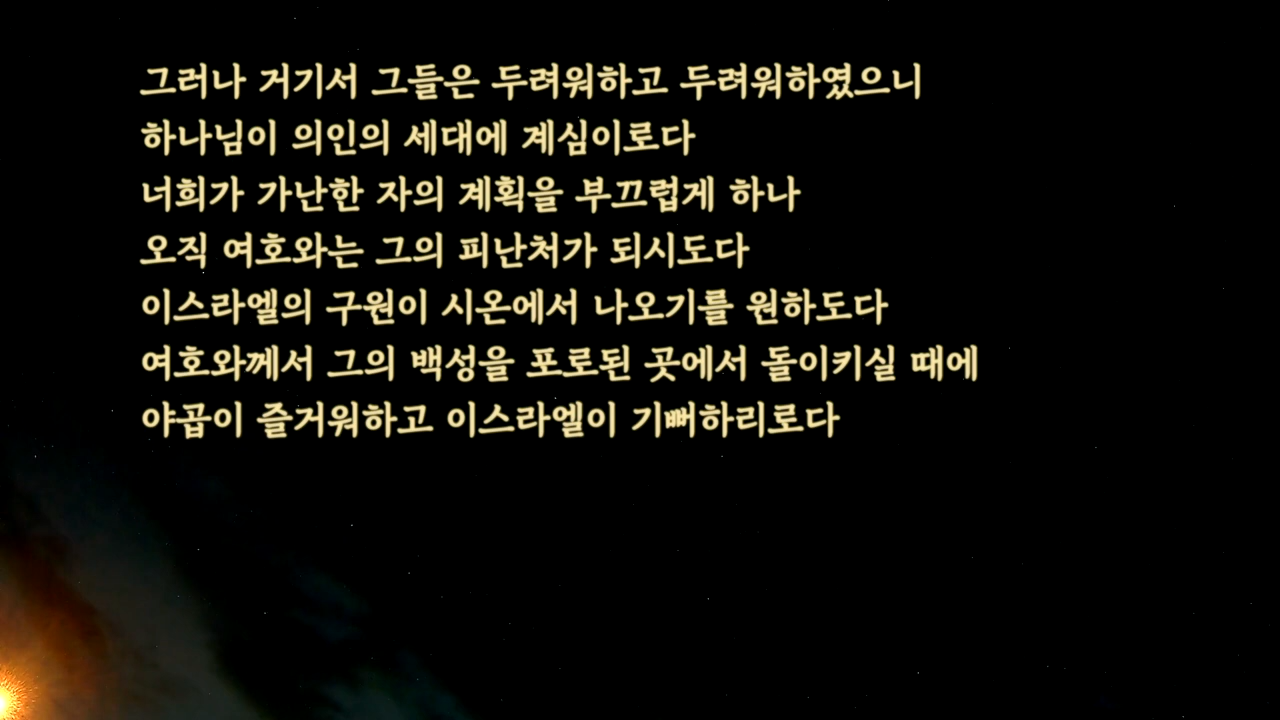 그러나 거기서 그들은 두려워하고 두려워하였으니
하나님이 의인의 세대에 계심이로다
너희가 가난한 자의 계획을 부끄럽게 하나
오직 여호와는 그의 피난처가 되시도다
이스라엘의 구원이 시온에서 나오기를 원하도다
여호와께서 그의 백성을 포로된 곳에서 돌이키실 때에
야곱이 즐거워하고 이스라엘이 기뻐하리로다